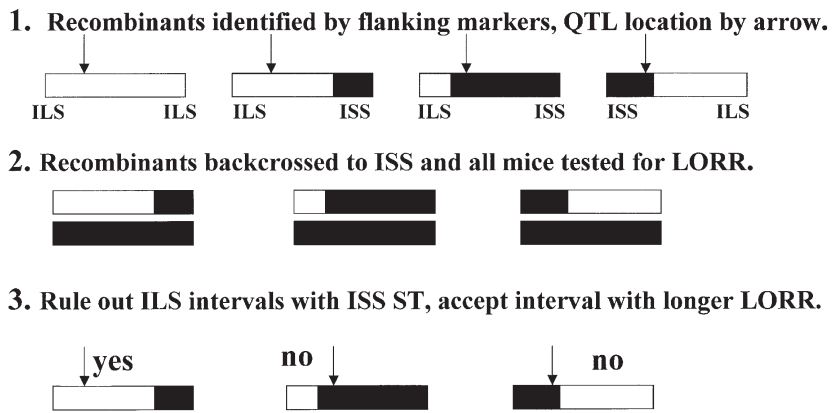 1. Recombinants identified by flanking markers, QTL location by arrow.
ILS ILS ILS ISS ILS ISS ISS ILS
2. Recombinants backcrossed to ISS and all mice tested for LORR.
3. Rule out ILS intervals with ISS ST, accept interval with longer LORR.
yes no no